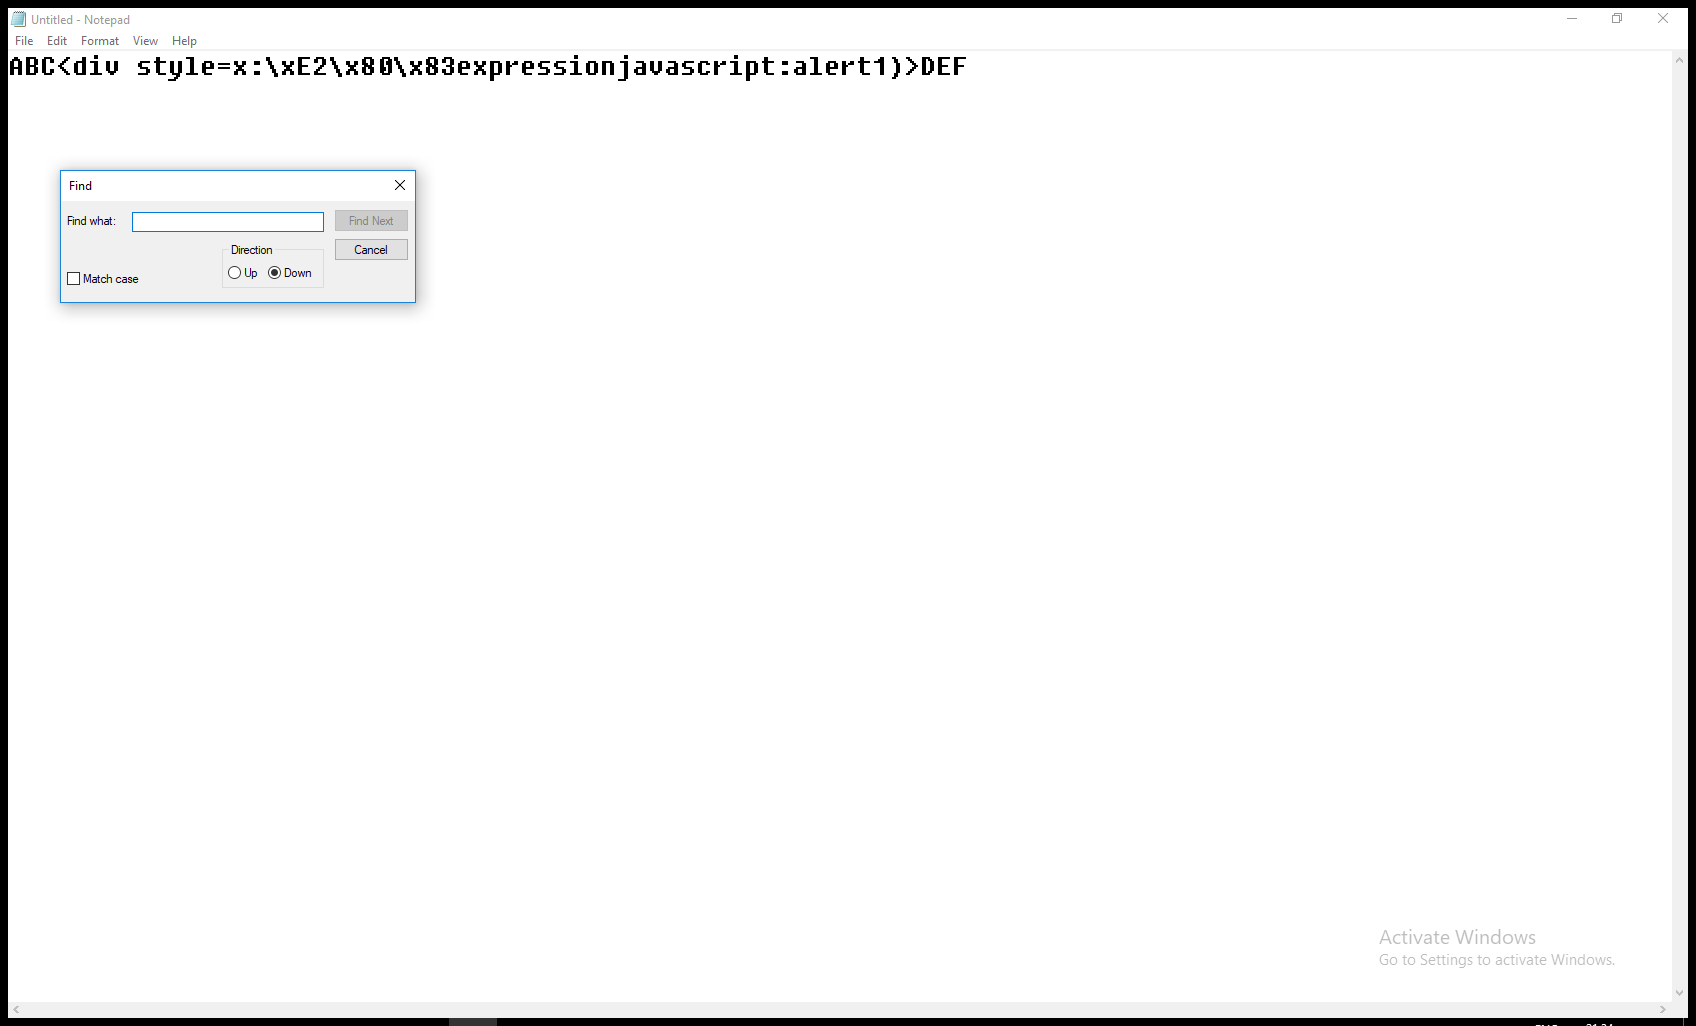 Untitled - Notepad
File Edit Format View Help
ABC<div style=x:\xE2\x80\x83expressionjavascript:alert1)>DEF
Find
Find what:
Find Next
Direction
Cancel
Up Down
Match case
Activate Windows
Go to Settings to activate Windows.